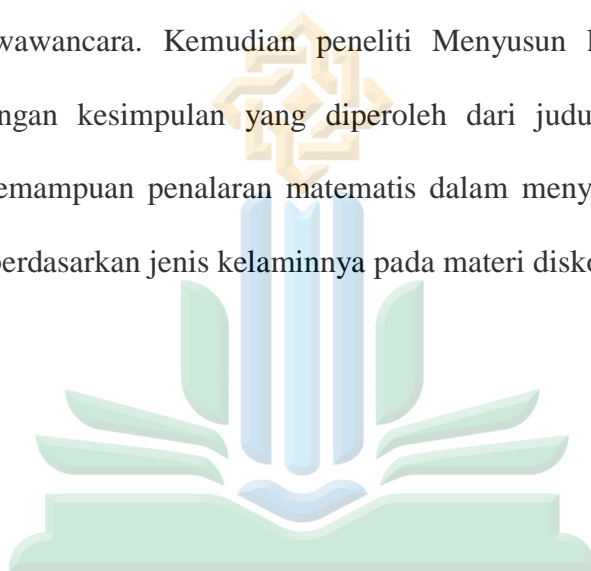 wawancara. Kemudian peneliti Menyusun
ngan kesimpulan yang diperoleh dari judu
emampuan penalaran matematis dalam meny
berdasarkan jenis kelaminnya pada materi disko